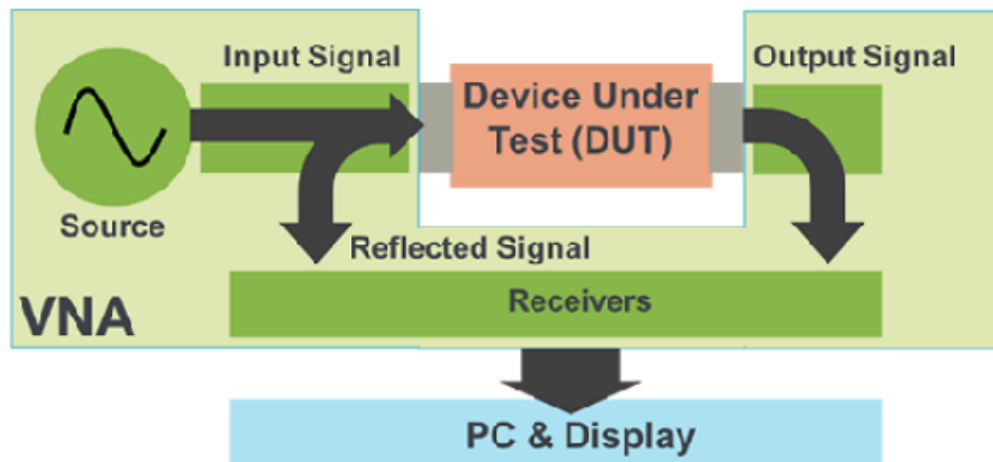 Input Signal
Output Signal
Device Under
Test (DUT)
Source
Reflected Signal
VNA
Receivers
PC & Display